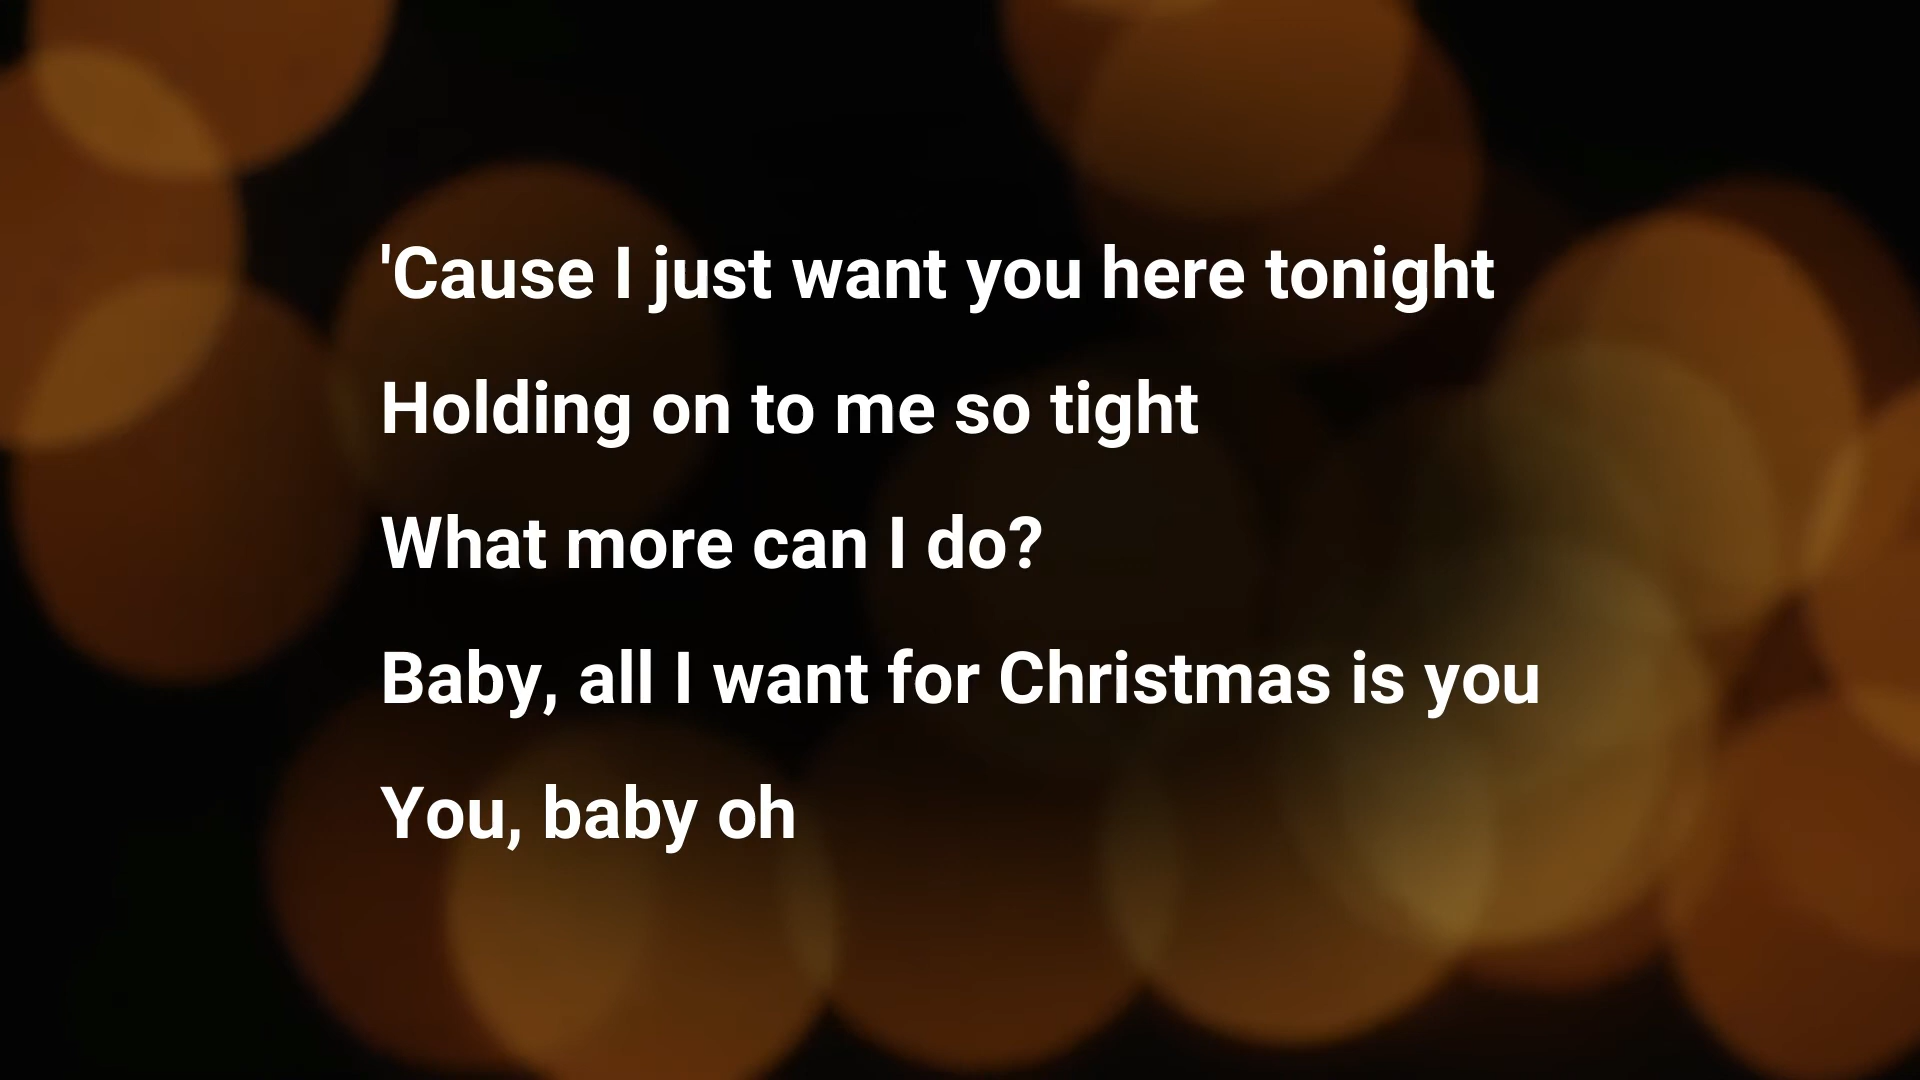 'Cause I just want you here tonight
Holding on to me so tight
What more can I do?
Baby, all I want for Christmas is you
You, baby oh